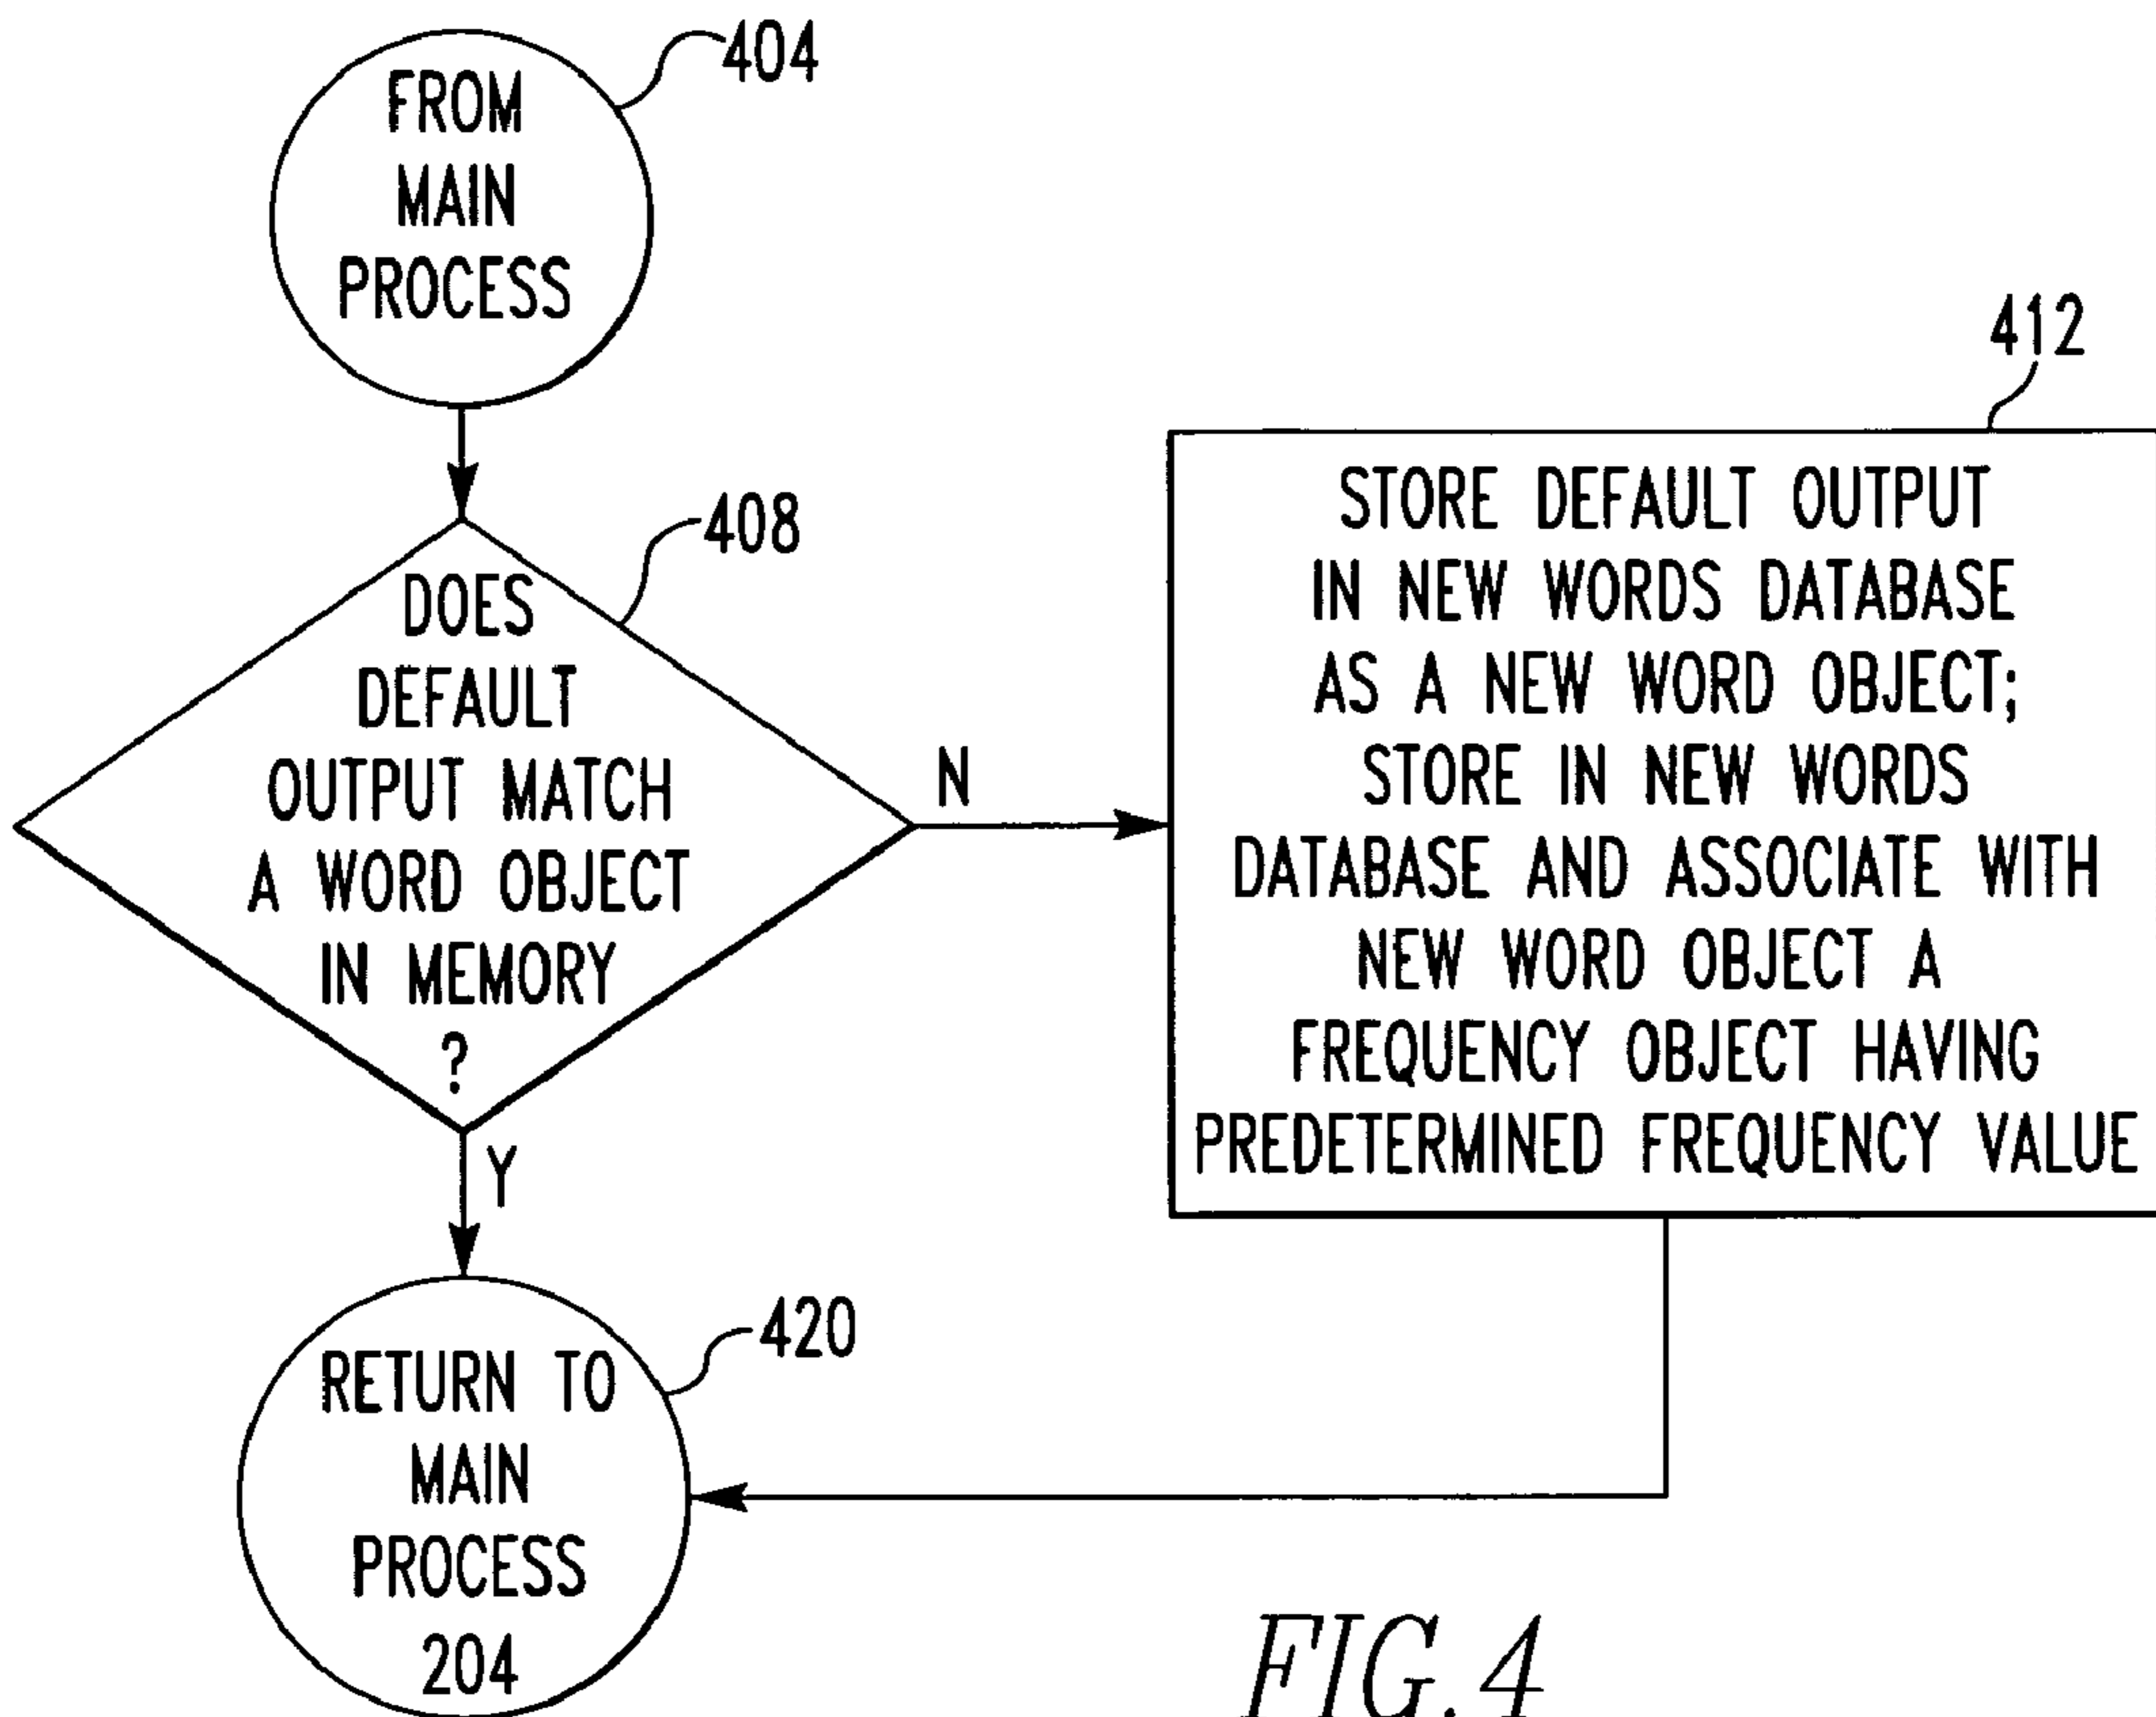 404
FROM
MAIN
PROCESS
408
DOES
DEFAULT
OUTPUT MATCH
A WORD OBJECT
IN MEMORY
?
N
Y
412
STORE DEFAULT OUTPUT
IN NEW WORDS DATABASE
AS A NEW WORD OBJECT;
STORE IN NEW WORDS
DATABASE AND ASSOCIATE WITH
NEW WORD OBJECT A
FREQUENCY OBJECT HAVING
PREDETERMINED FREQUENCY VALUE
420
RETURN TO
MAIN
PROCESS
204
FIG.4